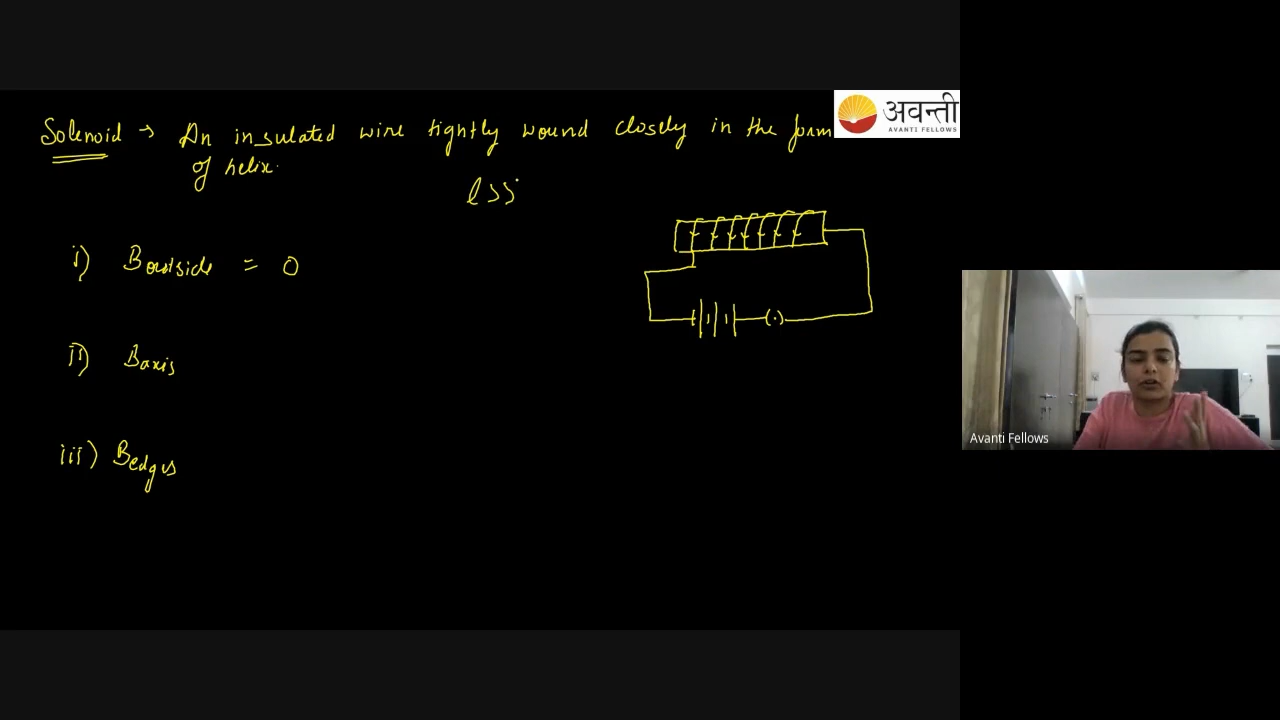 Solenoid → An insulated wire tightly wound closely in the form
of helix.
l >>
i) Boutside = 0
ii) Baxis
iii) Bedges
अवन्ती
AVANTI FELLOWS
Avanti Fellows